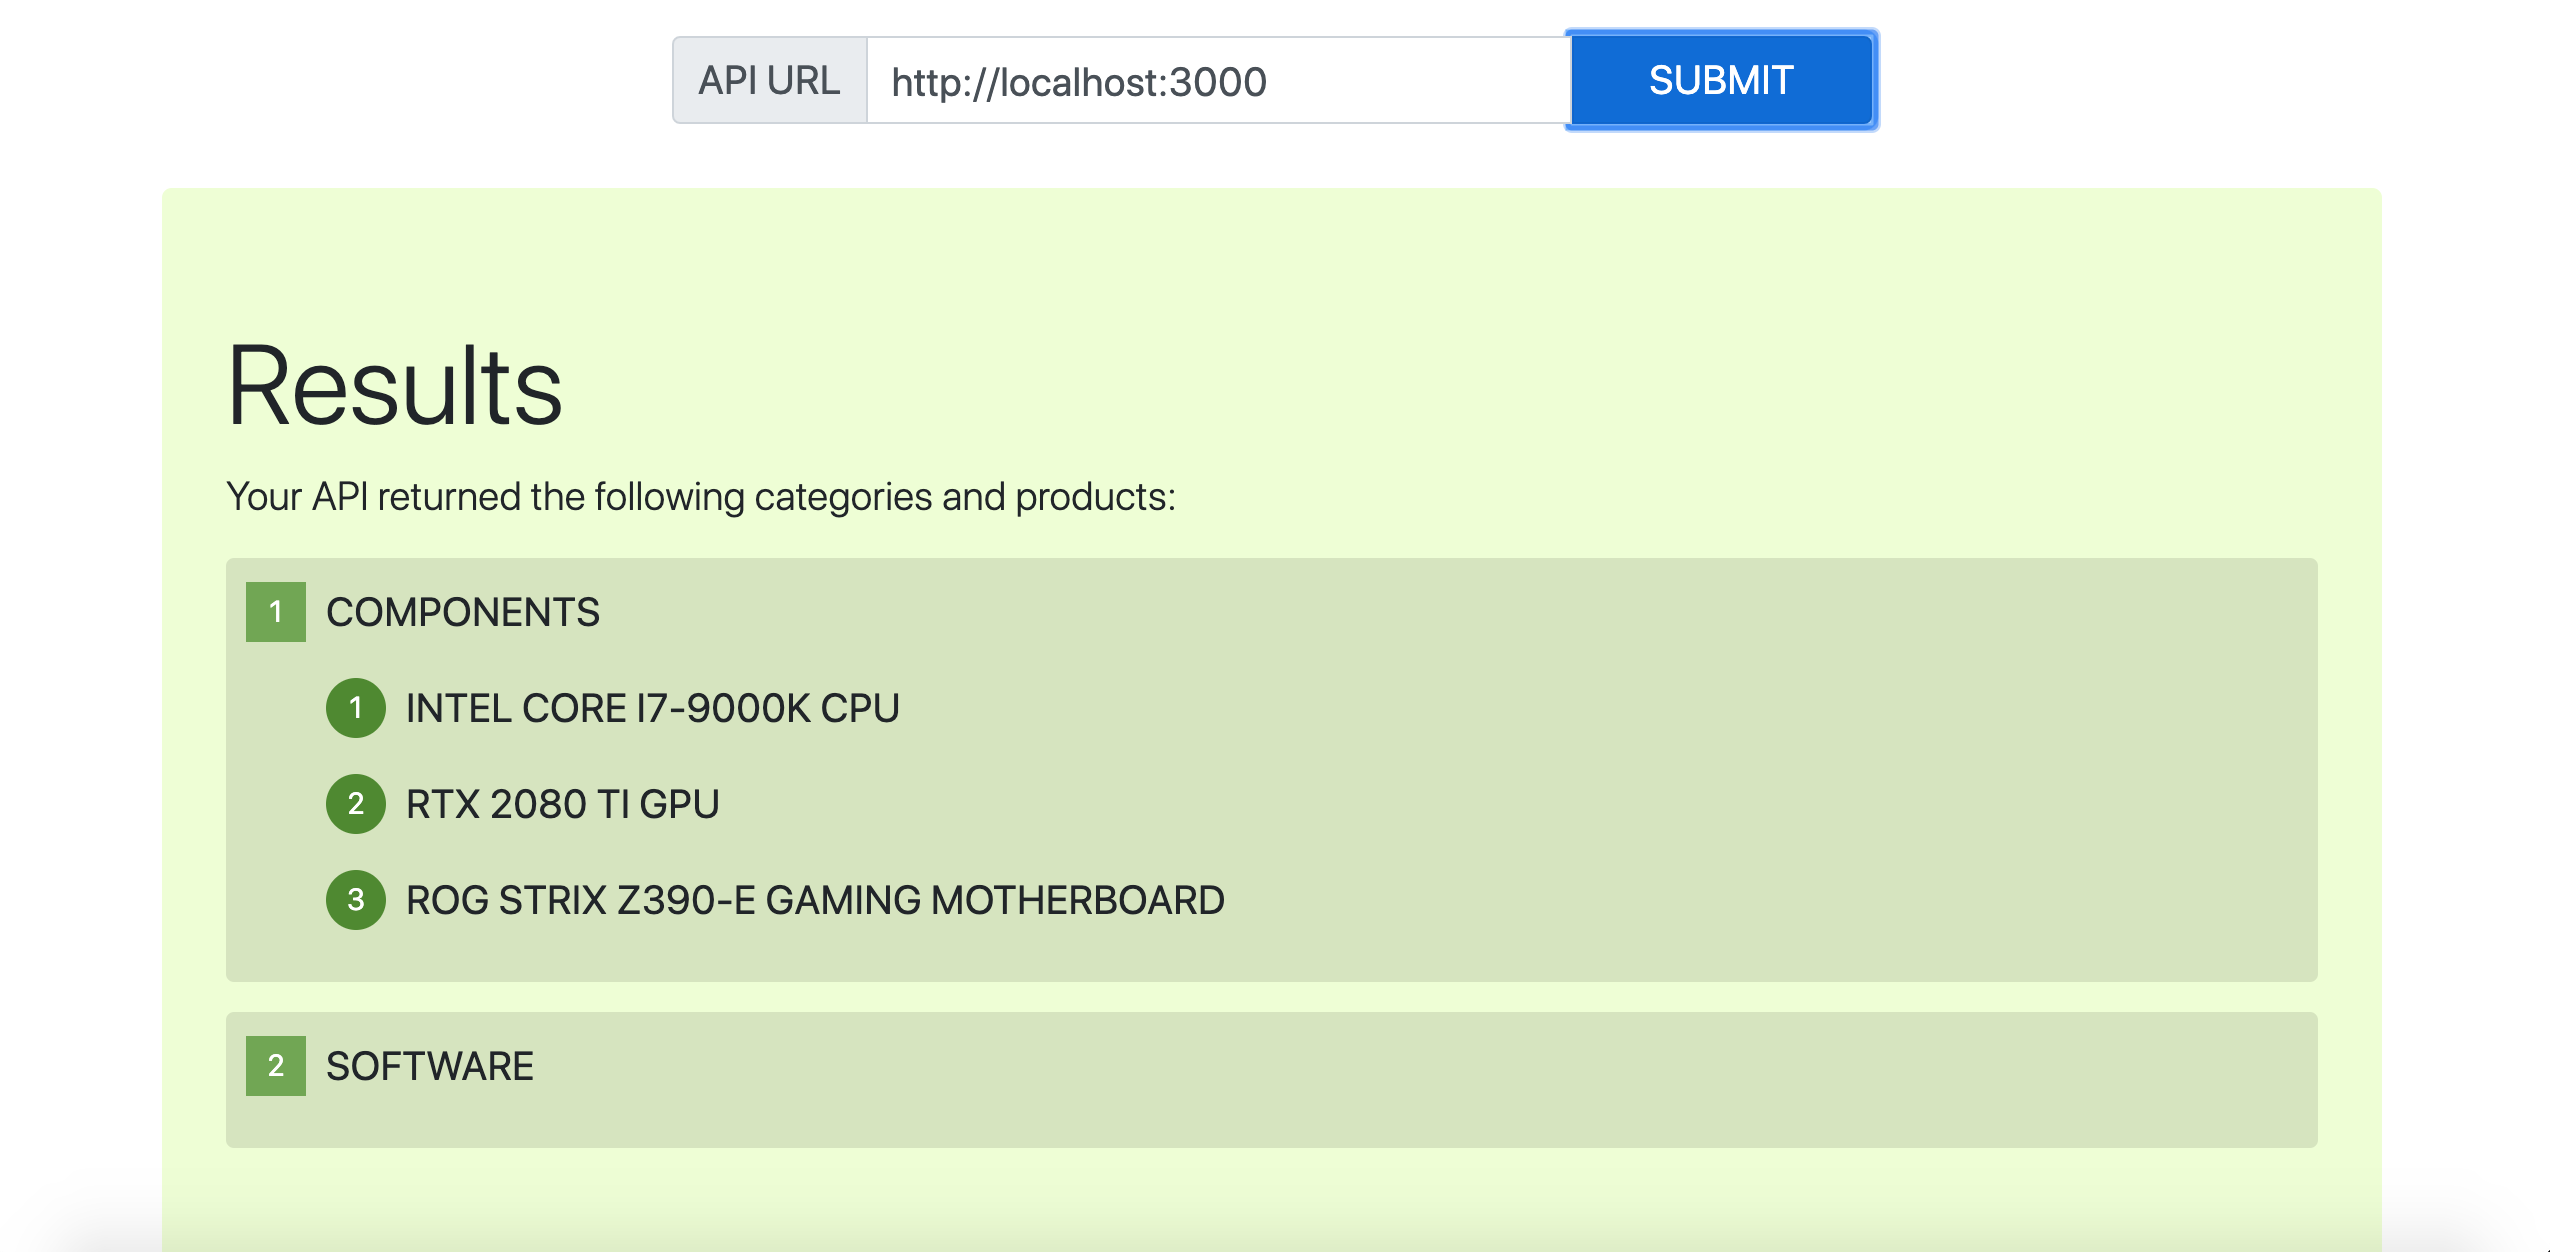 API URL http://localhost:3000 SUBMIT
Results
Your API returned the following categories and products:
1 COMPONENTS
1 INTEL CORE I7-9000K CPU
2 RTX 2080 TI GPU
3 ROG STRIX Z390-E GAMING MOTHERBOARD
2 SOFTWARE